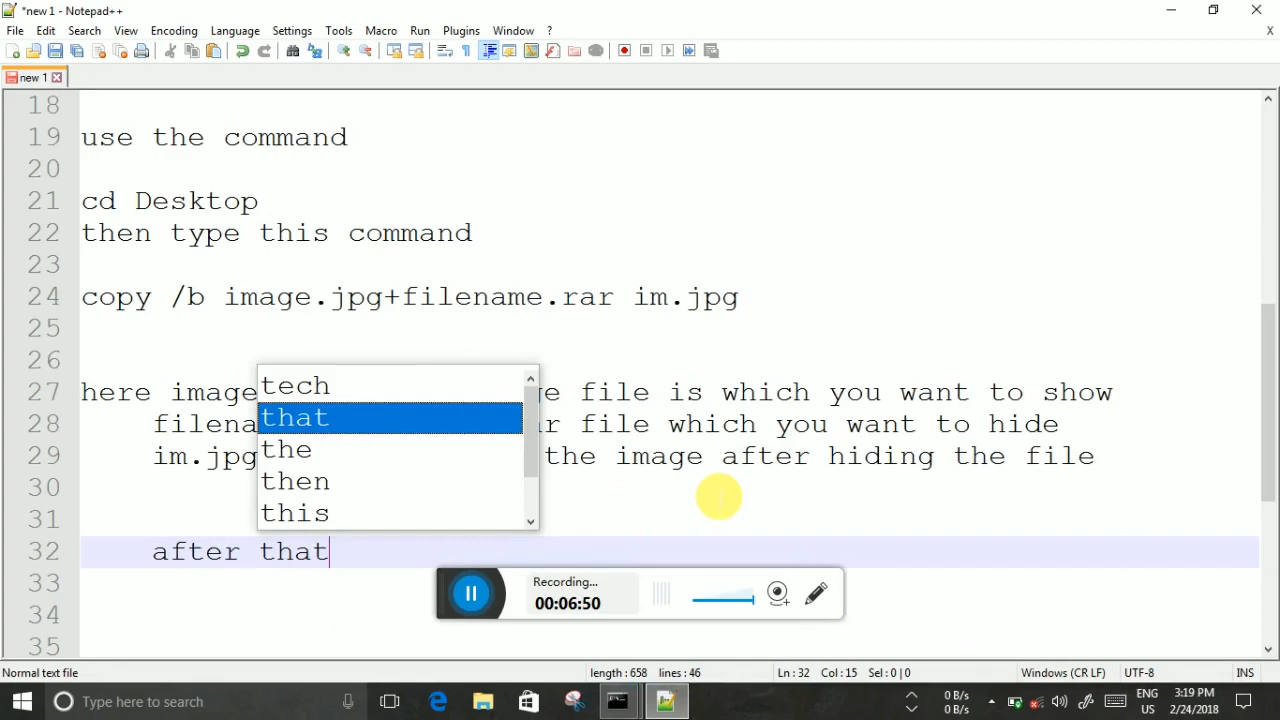 *new 1 - Notepad++
File Edit Search View Encoding Language Settings Tools Macro Run Plugins Window ? X
new 1
18
19 use the command
20
21 cd Desktop
22 then type this command
23
24 copy /b image.jpg+filename.rar im.jpg
25
26
tech
27 here image file is which you want to show
that
28 filena file which you want to hide
the
29 im.jpg the image after hiding the file
then
30
this
31
32 after that
33
Recording...
00:06:50
34
35
Normal text file length : 658 lines : 46 Ln : 32 Col : 15 Sel : 0 | 0 Windows (CR LF) UTF-8 INS
Type here to search
0 B/s
0 B/s
ENG
US
3:19 PM
2/24/2018